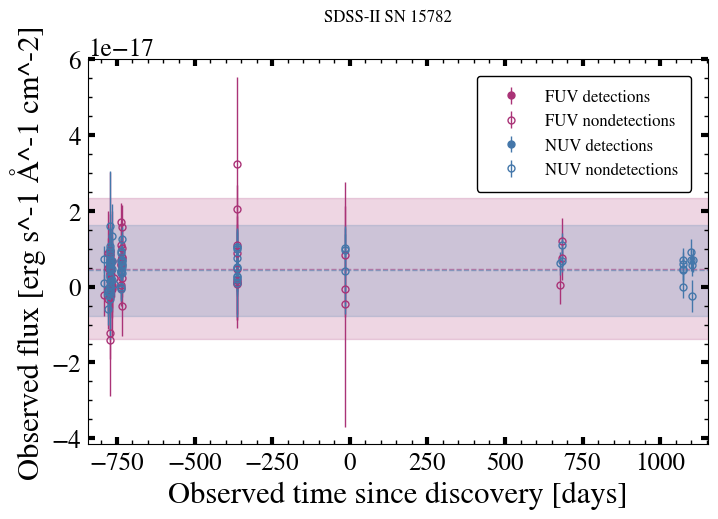 SDSS-II SN 15782
1e−17
Observed flux [erg s^-1 Å^-1 cm^-2]
6
4
2
0
−2
−4
FUV detections
FUV nondetections
NUV detections
NUV nondetections
−750 −500 −250 0 250 500 750 1000
Observed time since discovery [days]